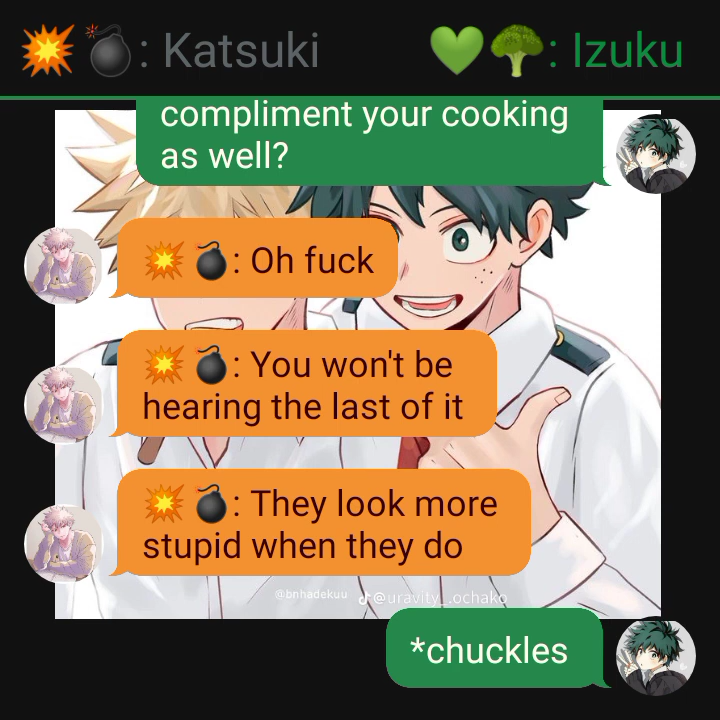 💥💣: Katsuki 💚🥦: Izuku
compliment your cooking
as well?
💥💣: Oh fuck
💥💣: You won't be
hearing the last of it
💥💣: They look more
stupid when they do
@bnhadekuu @uravity_.ochako
*chuckles